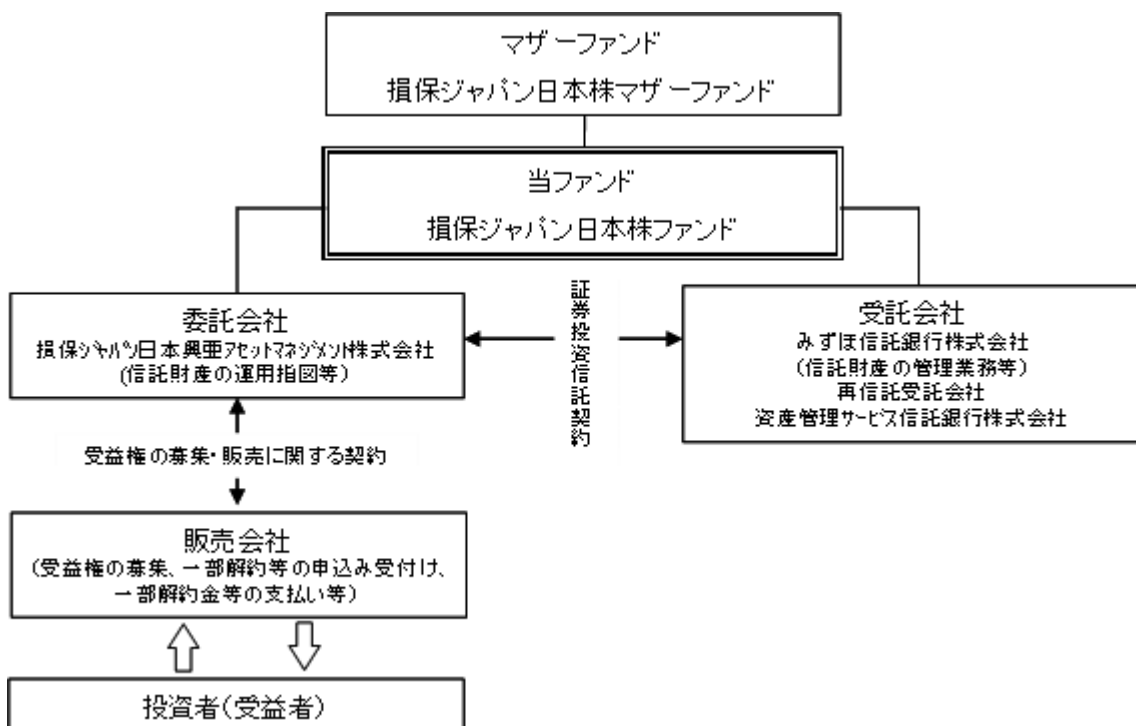 マザーファンド
損保ジャパン日本株マザーファンド
当ファンド
損保ジャパン日本株ファンド
委託会社
損保ｼﾞｬﾊﾟﾝ日本興亜ｱｾｯﾄﾏﾈｼﾞﾒﾝﾄ株式会社
(信託財産の運用指図等)
証券投資信託契約
受託会社
みずほ信託銀行株式会社
(信託財産の管理業務等)
再信託受託会社
資産管理サービス信託銀行株式会社
受益権の募集・販売に関する契約
販売会社
(受益権の募集、一部解約等の申込み受付け、
一部解約金等の支払い等)
投資者(受益者)